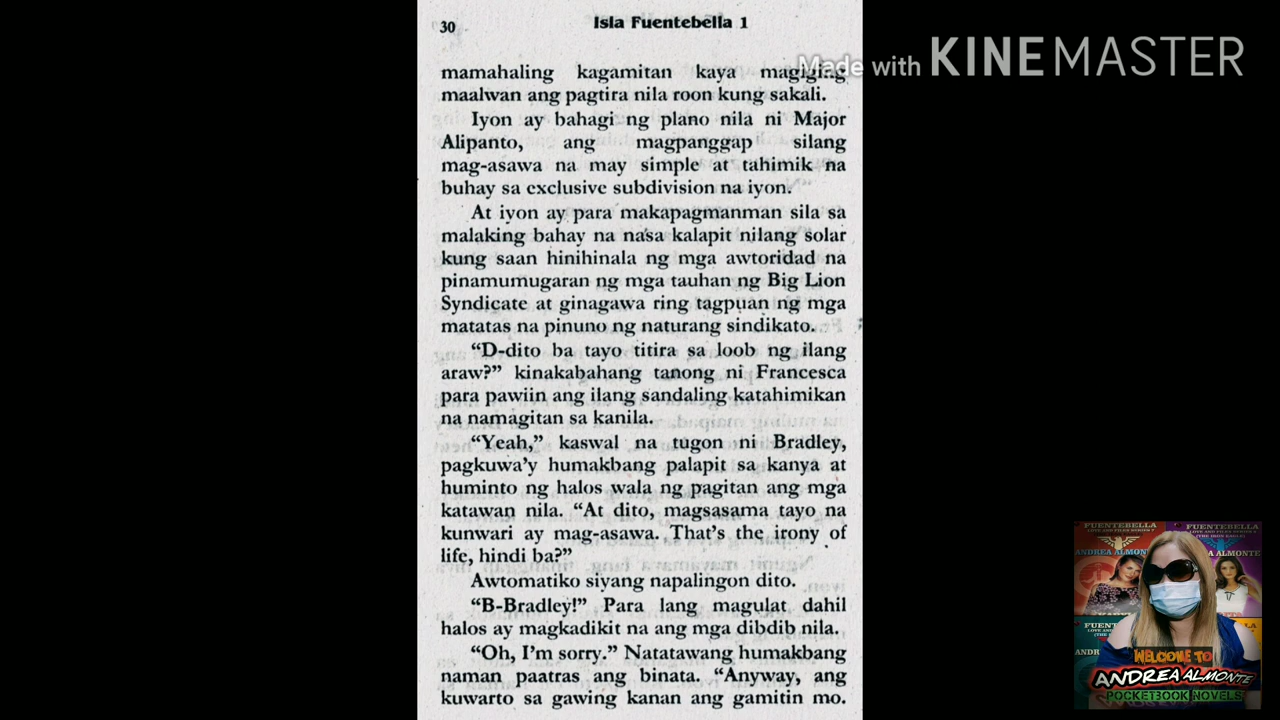 30
Isla Fuentebella 1
Made with KINEMASTER
mamahaling kagamitan kaya magiging
maalwan ang pagtira nila roon kung sakali.
Iyon ay bahagi ng plano nila ni Major
Alipanto, ang magpanggap silang
mag-asawa na may simple at tahimik na
buhay sa exclusive subdivision na iyon.
At iyon ay para makapagmanman sila sa
malaking bahay na nasa kalapit nilang solar
kung saan hinihinala ng mga awtoridad na
pinamumugaran ng mga tauhan ng Big Lion
Syndicate at ginagawa ring tagpuan ng mga
matatas na pinuno ng naturang sindikato.
“D-dito ba tayo titira sa loob ng ilang
araw?” kinakabahang tanong ni Francesca
para pawiin ang ilang sandaling katahimikan
na namagitan sa kanila.
“Yeah,” kaswal na tugon ni Bradley,
pagkuwa’y humakbang palapit sa kanya at
huminto ng halos wala ng pagitan ang mga
katawan nila. “At dito, magsasama tayo na
kunwari ay mag-asawa. That’s the irony of
life, hindi ba?”
Awtomatiko siyang napalingon dito.
“B-Bradley!” Para lang magulat dahil
halos ay magkadikit na ang mga dibdib nila.
“Oh, I’m sorry.” Natatawang humakbang
naman paatras ang binata. “Anyway, ang
kuwarto sa gawing kanan ang gamitin mo.
FUENTEBELLA
FUENTEBELLA
ANDREA ALMONTE
WELCOME TO
ANDREA ALMONTE
POCKETBOOK NOVELS